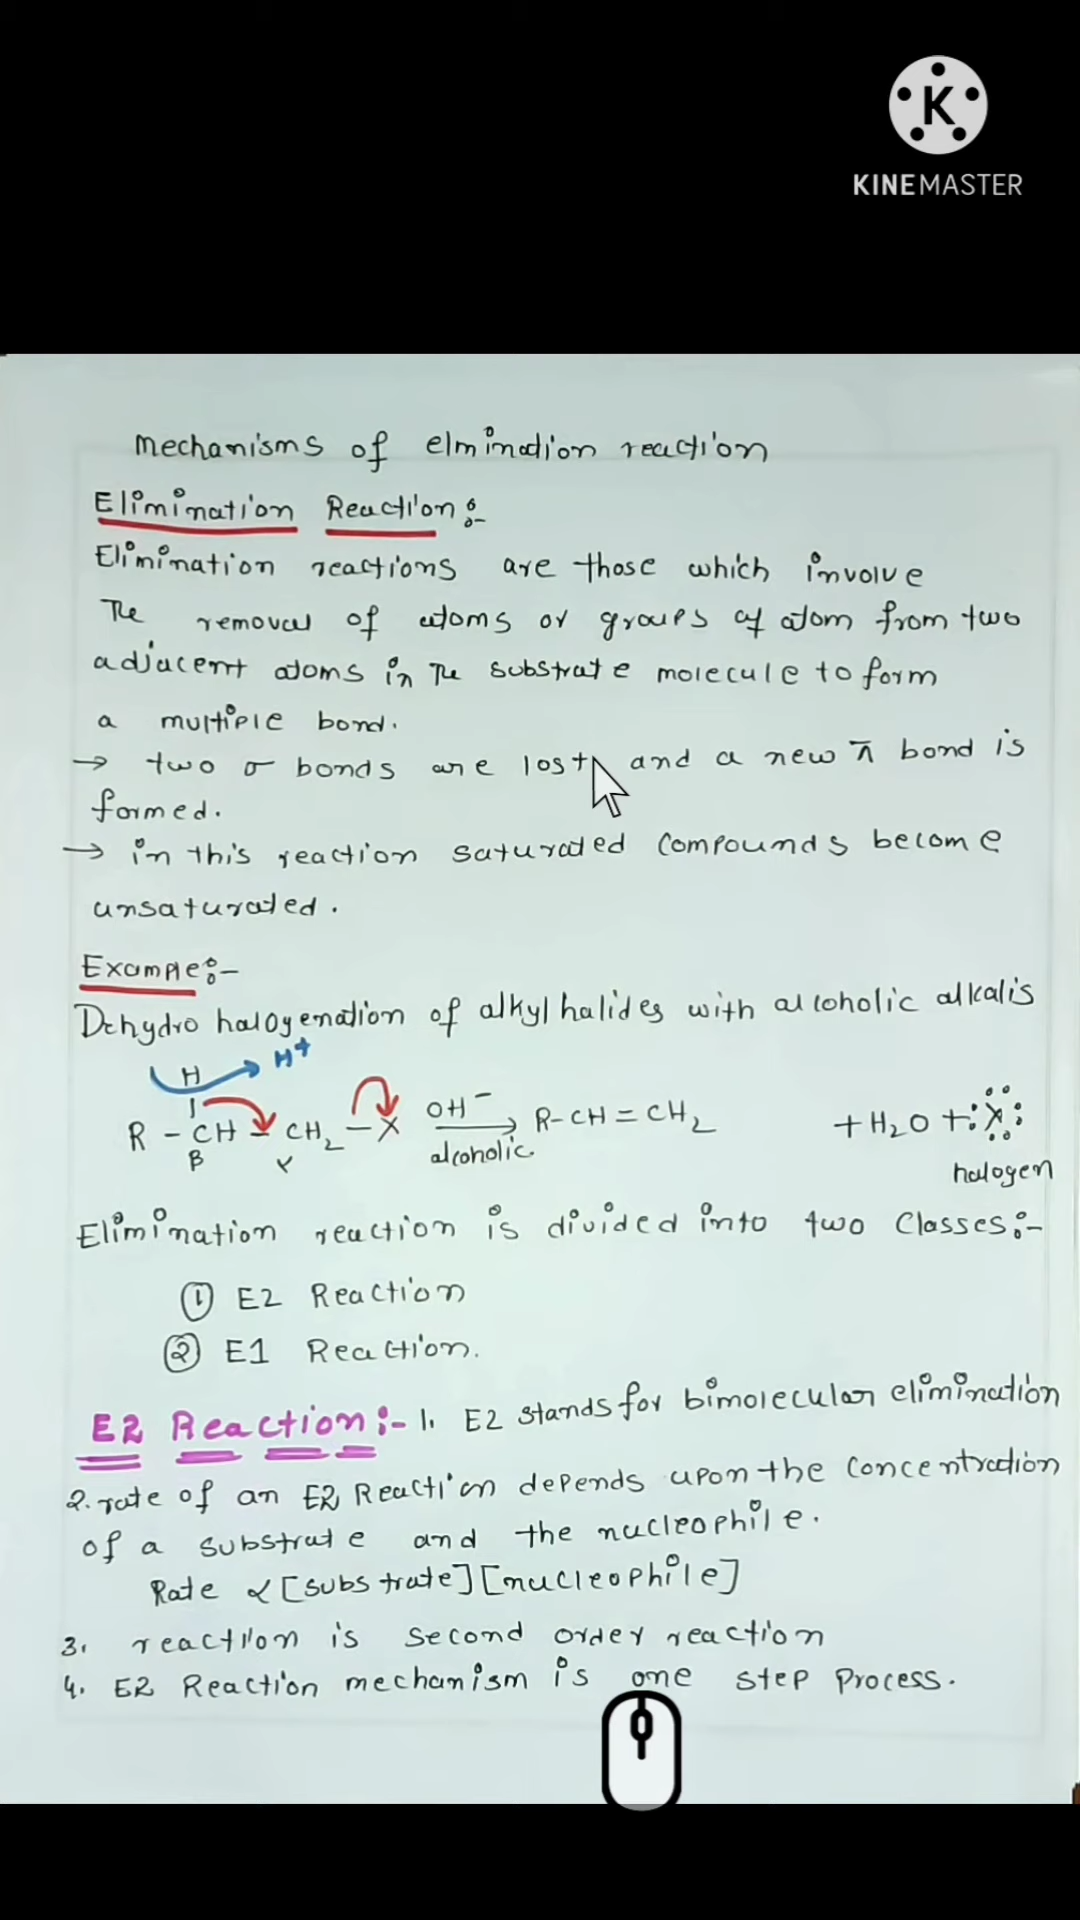 K
KINEMASTER
Mechanisms of elmination reaction
Elimination Reaction:-
Elimination reactions are those which involve
The removal of atoms or groups of atom from two
adjacent atoms in The substrate molecule to form
a multiple bond.
→ two σ bonds are lost and a new π bond is
formed.
→ in this reaction saturated compounds become
unsaturated.
Example:-
Dehydro halogenation of alkyl halides with alcoholic alkalis
H H+
R - CH - CH2 - X OH- → R-CH=CH2 + H2O + :X:
β α alcoholic. halogen
Elimination reaction is divided into two classes:-
① E2 Reaction
② E1 Reaction.
E2 Reaction:- 1. E2 stands for bimolecular elimination
2. rate of an E2 Reaction depends upon the concentration
of a substrate and the nucleophile.
Rate ∝ [substrate][nucleophile]
3. reaction is second order reaction
4. E2 Reaction mechanism is one step process.